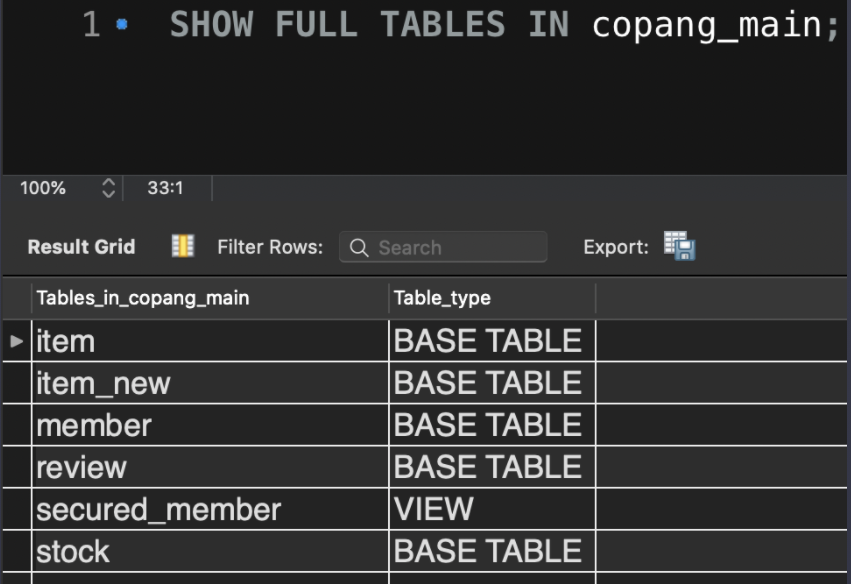 1 SHOW FULL TABLES IN copang_main;
100% 33:1
Result Grid Filter Rows: Search Export:
Tables_in_copang_main Table_type
item BASE TABLE
item_new BASE TABLE
member BASE TABLE
review BASE TABLE
secured_member VIEW
stock BASE TABLE